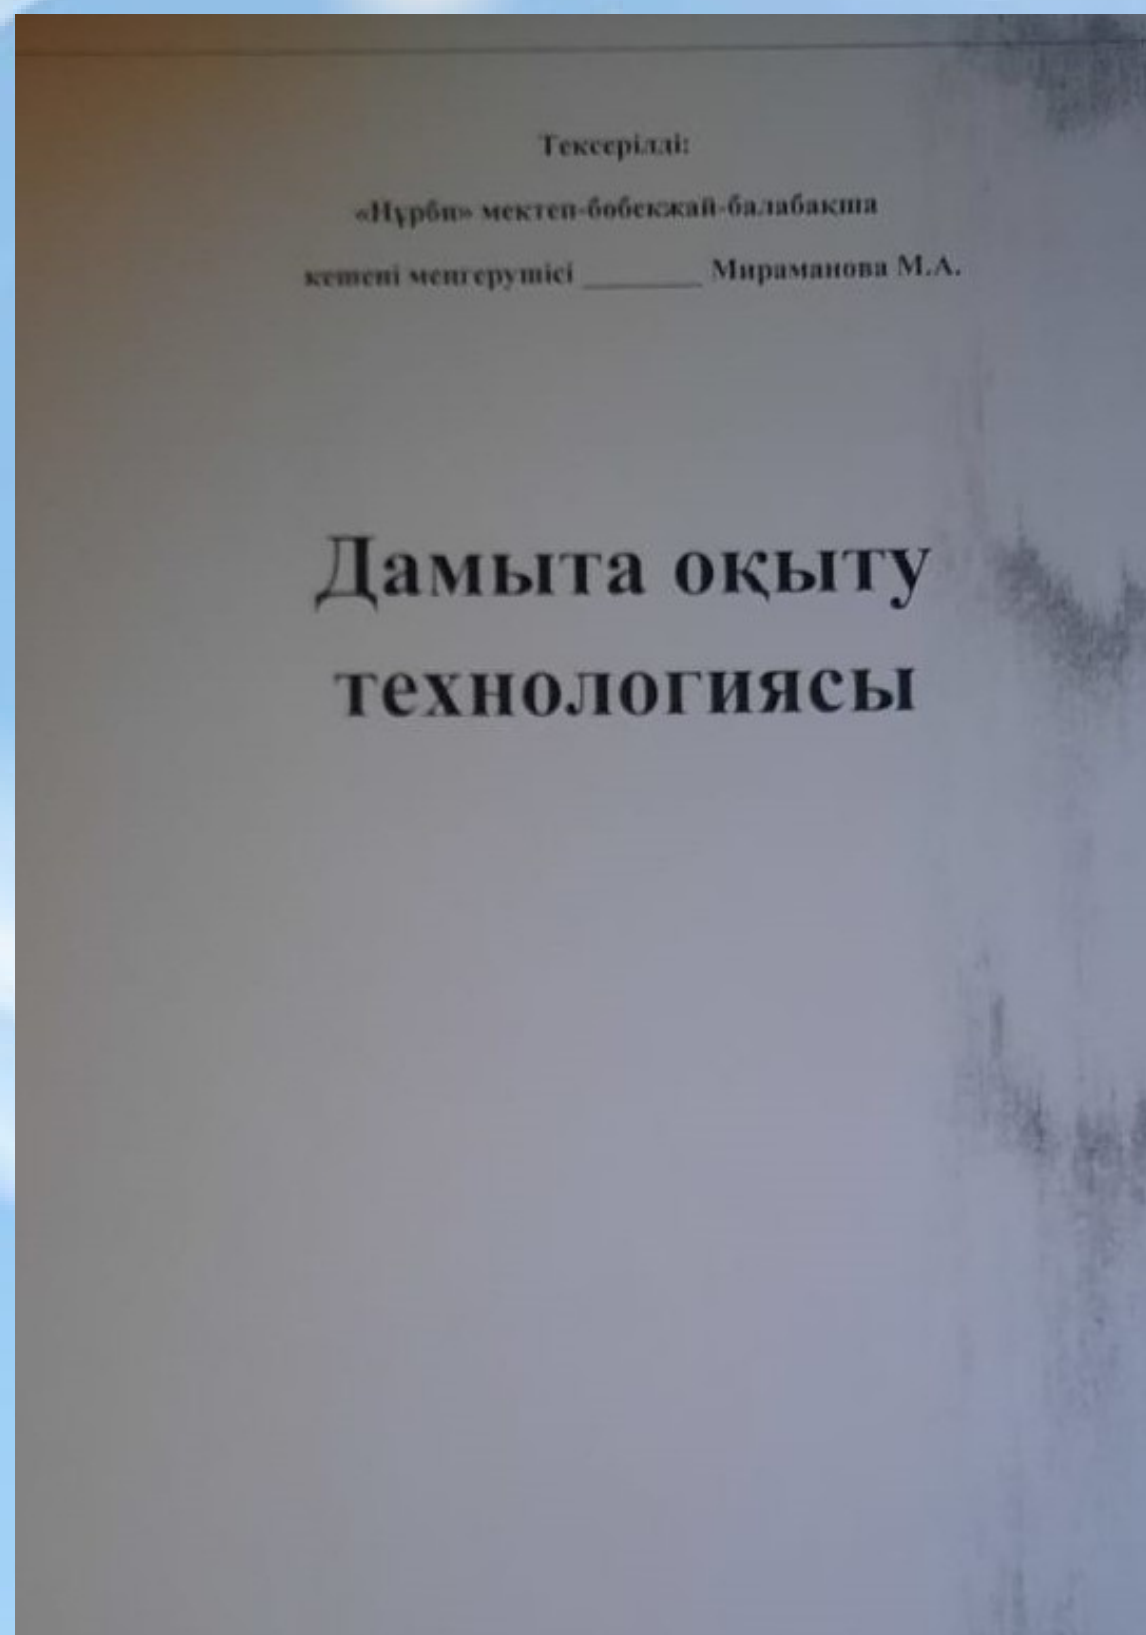 Тексерілді:
«Нұрби» мектеп-бөбекжай-балабақша
кешені меңгерушісі ________ Мираманова М.А.
Дамыта оқыту
технологиясы